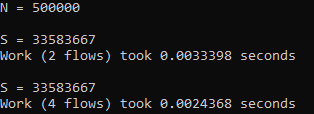 N = 500000
S = 33583667
Work (2 flows) took 0.0033398 seconds
S = 33583667
Work (4 flows) took 0.0024368 seconds